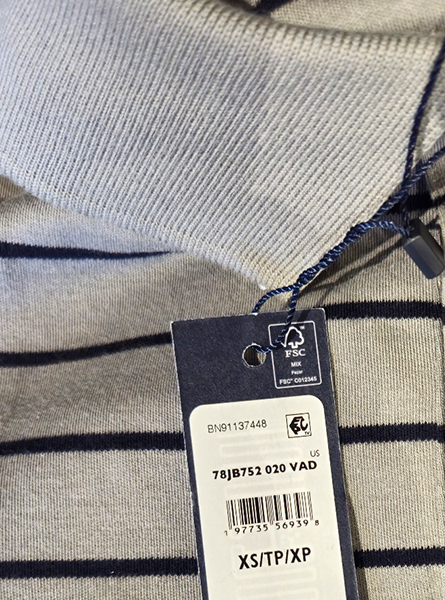 FSC
MIX
Paper
FSC® C012345
BN91137448
US
78JB752 020 VAD
1 97735 56939 8
XS/TP/XP